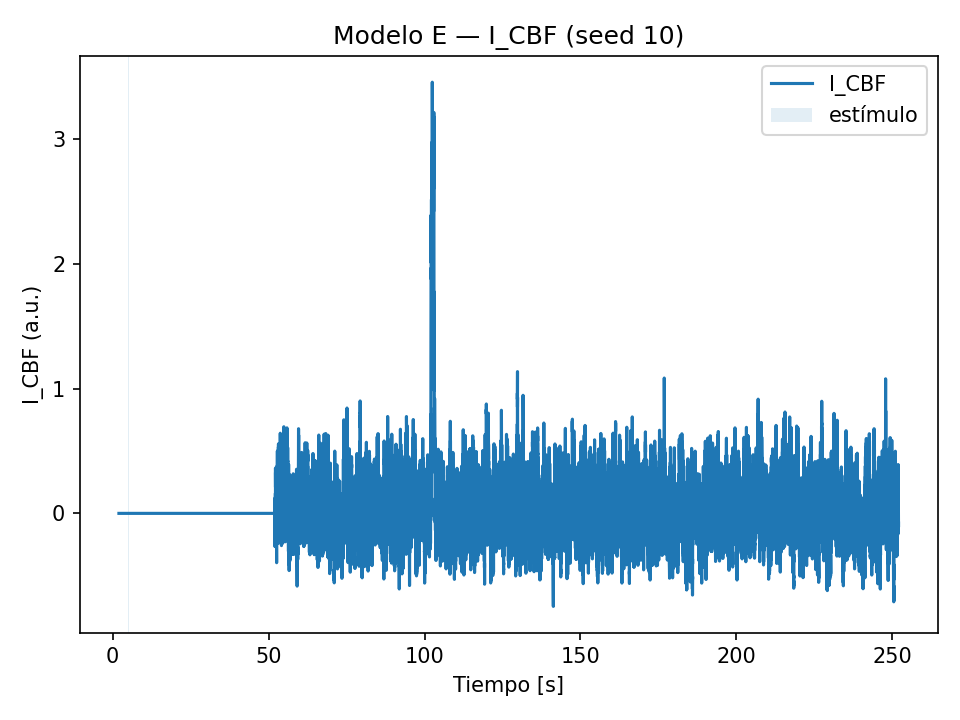 Modelo E — I_CBF (seed 10)
I_CBF
estímulo
I_CBF (a.u.)
3
2
1
0
0 50 100 150 200 250
Tiempo [s]